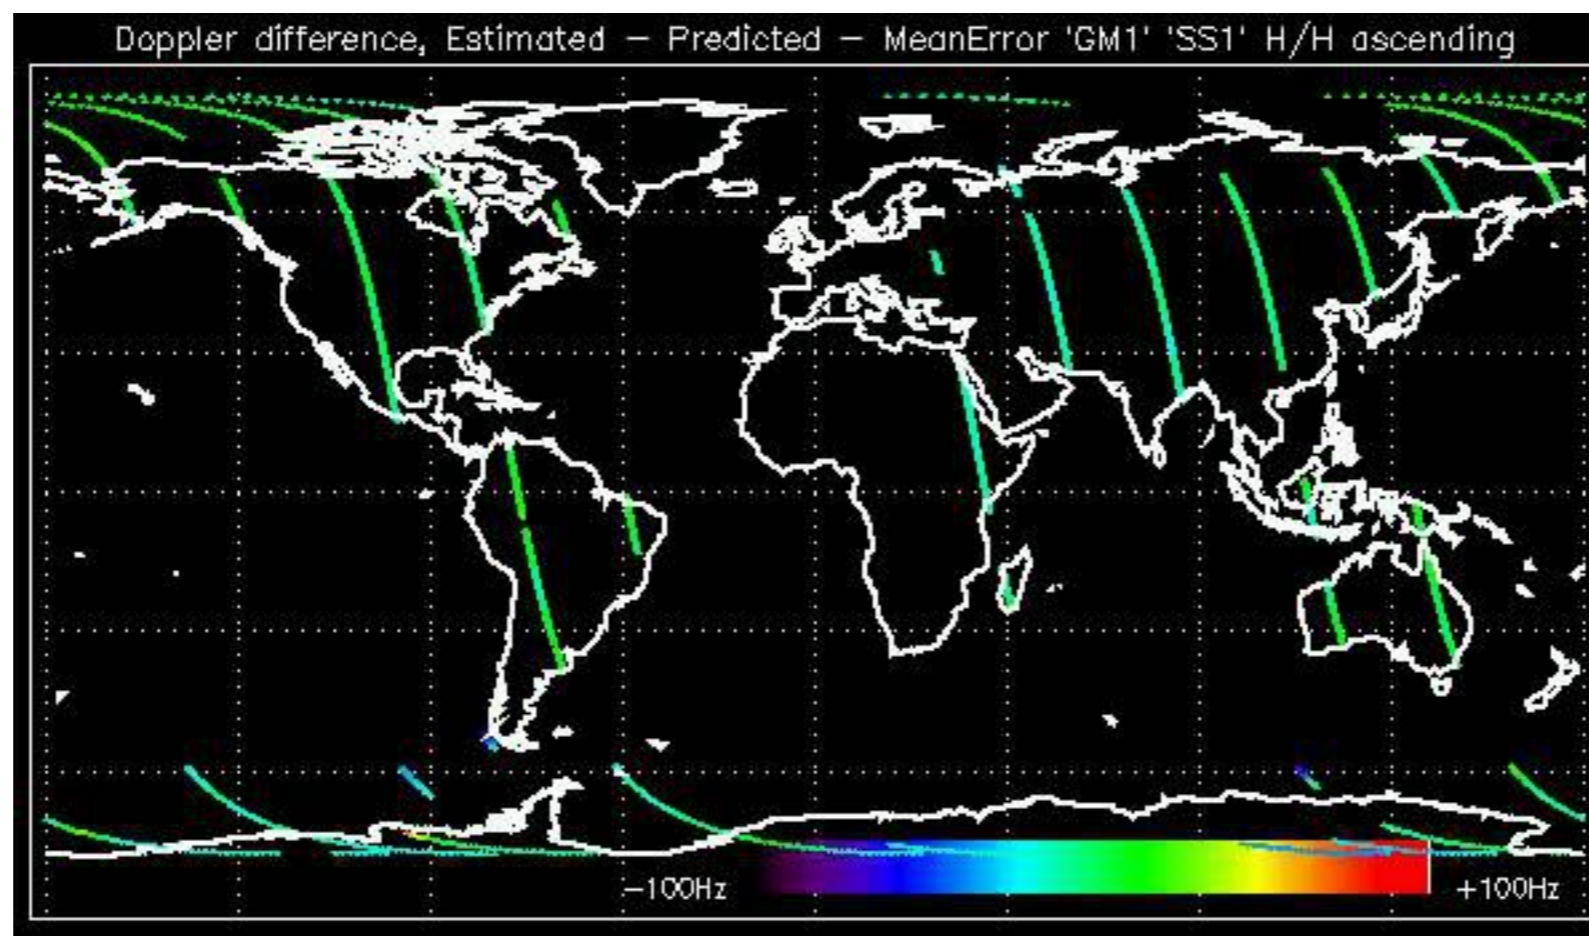 Doppler difference, Estimated – Predicted – MeanError 'GM1' 'SS1' H/H ascending
–100Hz
+100Hz